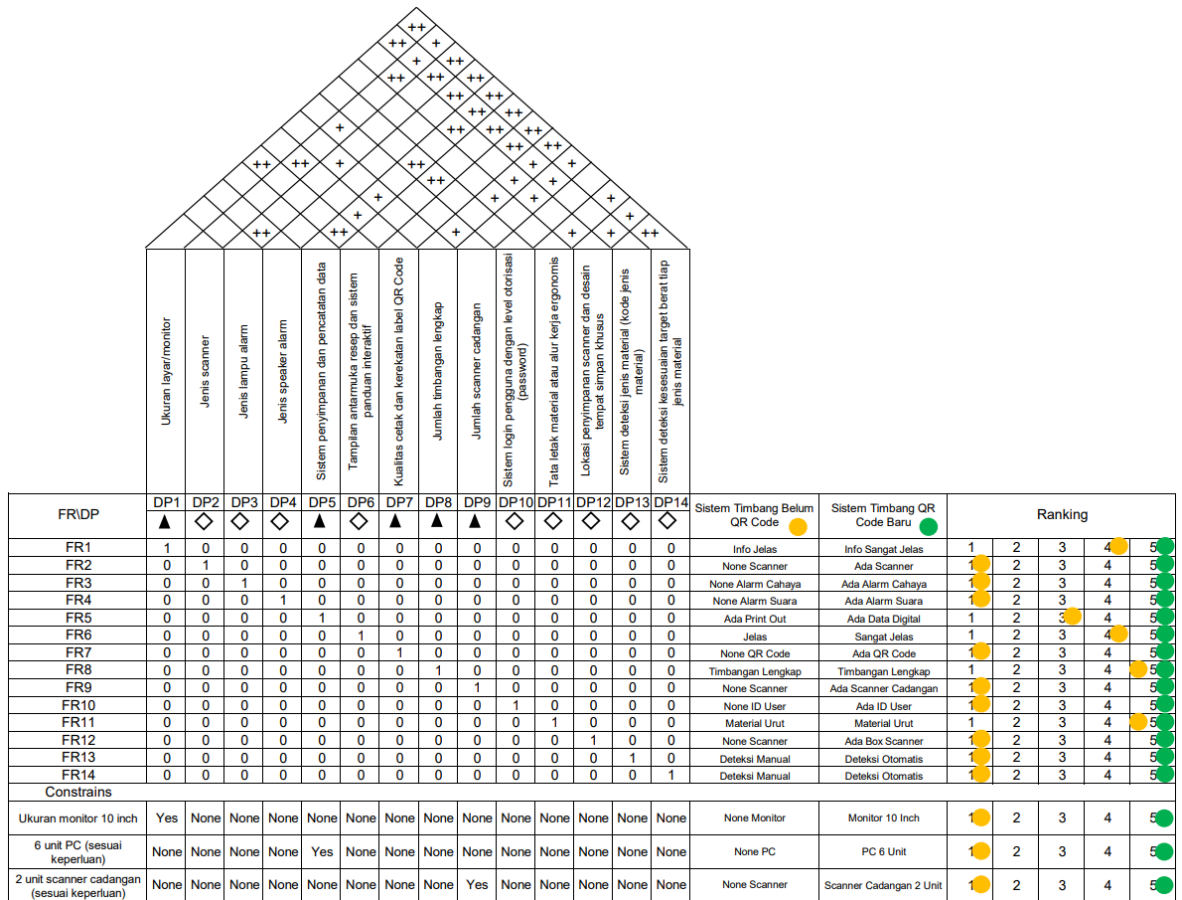 ++
++ +
+ ++
++ ++ ++
++ ++
++ ++
+ ++ ++ ++
++ ++
++ ++ + ++ + +
++ + +
+ + + +
+ +
++ ++ + + + ++
Ukuran layar/monitor
Jenis scanner
Jenis lampu alarm
Jenis speaker alarm
Sistem penyimpanan dan pencatatan data
Tampilan antarmuka resep dan sistem
panduan interaktif
Kualitas cetak dan kerekatan label QR Code
Jumlah timbangan lengkap
Jumlah scanner cadangan
Sistem login pengguna dengan level otorisasi
(password)
Tata letak material atau alur kerja ergonomis
Lokasi penyimpanan scanner dan desain
tempat simpan khusus
Sistem deteksi jenis material (kode jenis
material)
Sistem deteksi kesesuaian target berat tiap
jenis material
FR\DP DP1 DP2 DP3 DP4 DP5 DP6 DP7 DP8 DP9 DP10 DP11 DP12 DP13 DP14 Sistem Timbang Belum QR Code Sistem Timbang QR Code Baru Ranking
FR1 1 0 0 0 0 0 0 0 0 0 0 0 0 0 Info Jelas Info Sangat Jelas 1 2 3 4 5
FR2 0 1 0 0 0 0 0 0 0 0 0 0 0 0 None Scanner Ada Scanner 1 2 3 4 5
FR3 0 0 1 0 0 0 0 0 0 0 0 0 0 0 None Alarm Cahaya Ada Alarm Cahaya 1 2 3 4 5
FR4 0 0 0 1 0 0 0 0 0 0 0 0 0 0 None Alarm Suara Ada Alarm Suara 1 2 3 4 5
FR5 0 0 0 0 1 0 0 0 0 0 0 0 0 0 Ada Print Out Ada Data Digital 1 2 3 4 5
FR6 0 0 0 0 0 1 0 0 0 0 0 0 0 0 Jelas Sangat Jelas 1 2 3 4 5
FR7 0 0 0 0 0 0 1 0 0 0 0 0 0 0 None QR Code Ada QR Code 1 2 3 4 5
FR8 0 0 0 0 0 0 0 1 0 0 0 0 0 0 Timbangan Lengkap Timbangan Lengkap 1 2 3 4 5
FR9 0 0 0 0 0 0 0 0 1 0 0 0 0 0 None Scanner Ada Scanner Cadangan 1 2 3 4 5
FR10 0 0 0 0 0 0 0 0 0 1 0 0 0 0 None ID User Ada ID User 1 2 3 4 5
FR11 0 0 0 0 0 0 0 0 0 0 1 0 0 0 Material Urut Material Urut 1 2 3 4 5
FR12 0 0 0 0 0 0 0 0 0 0 0 1 0 0 None Scanner Ada Box Scanner 1 2 3 4 5
FR13 0 0 0 0 0 0 0 0 0 0 0 0 1 0 Deteksi Manual Deteksi Otomatis 1 2 3 4 5
FR14 0 0 0 0 0 0 0 0 0 0 0 0 0 1 Deteksi Manual Deteksi Otomatis 1 2 3 4 5
Constrains
Ukuran monitor 10 inch Yes None None None None None None None None None None None None None None Monitor Monitor 10 Inch 1 2 3 4 5
6 unit PC (sesuai keperluan) None None None None Yes None None None None None None None None None None PC PC 6 Unit 1 2 3 4 5
2 unit scanner cadangan (sesuai keperluan) None None None None None None None None Yes None None None None None None Scanner Scanner Cadangan 2 Unit 1 2 3 4 5